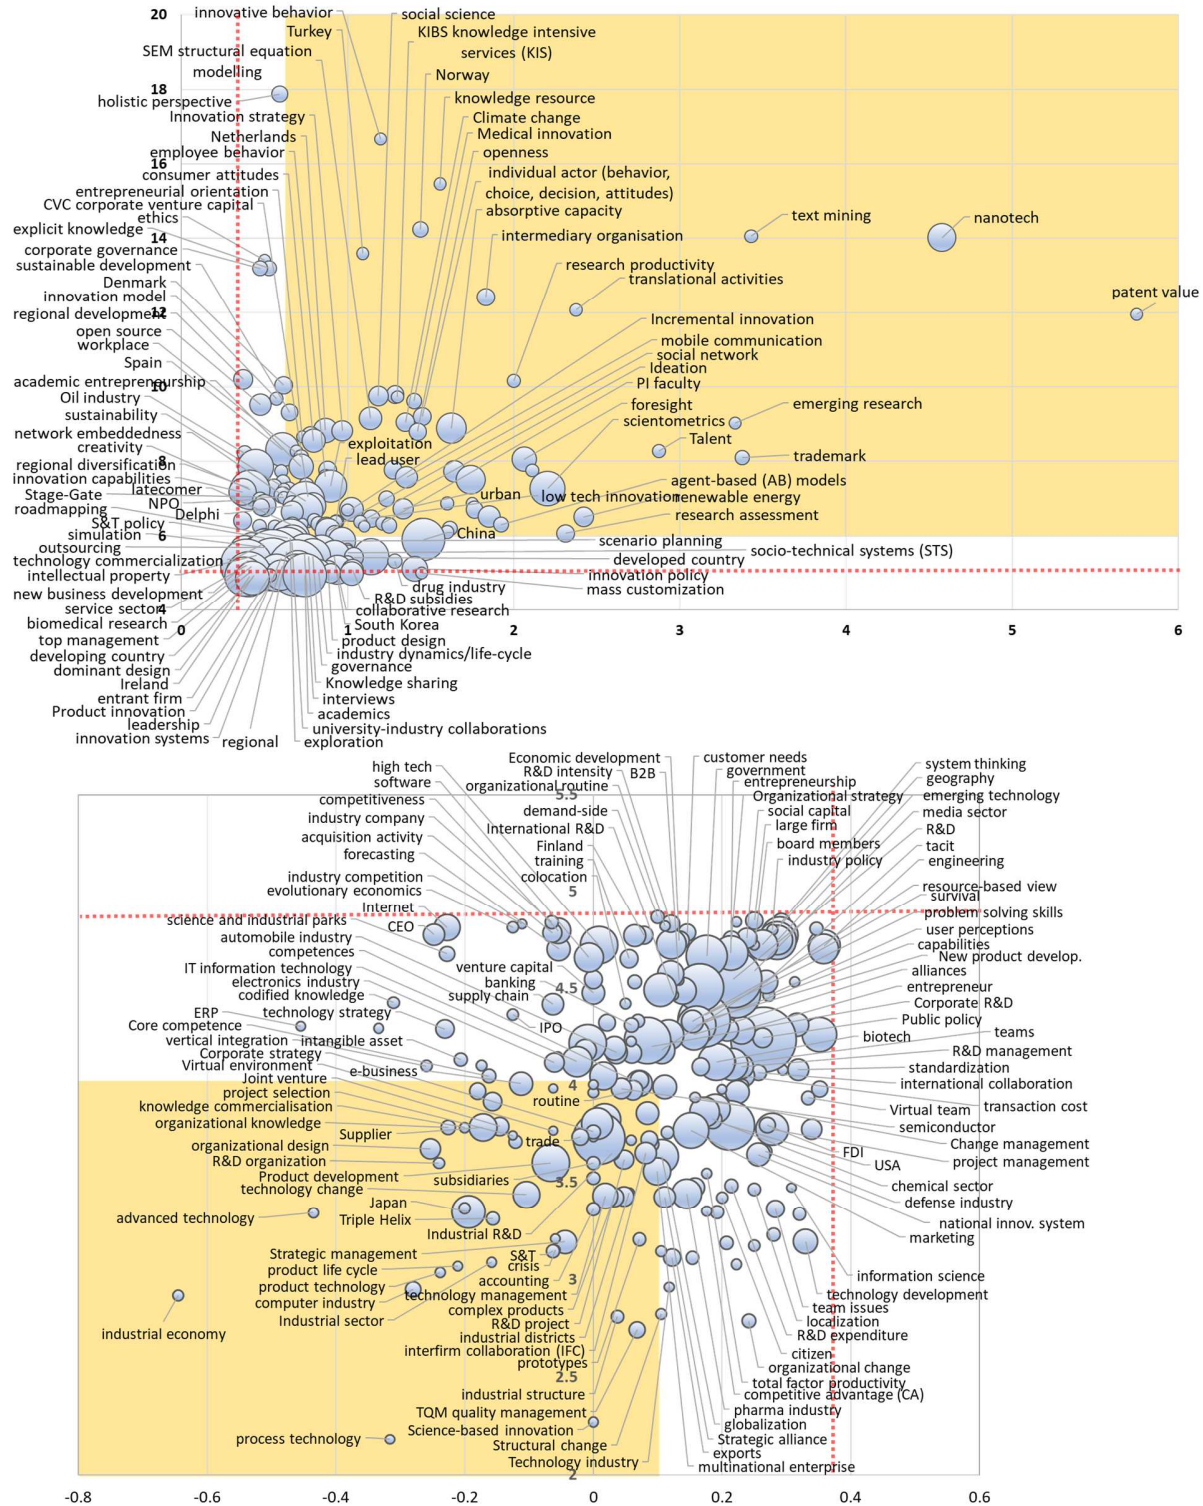 20
innovative behavior
social science
Turkey
KIBS knowledge intensive
services (KIS)
SEM structural equation
modelling
Norway
18
holistic perspective
knowledge resource
Innovation strategy
Climate change
Netherlands
Medical innovation
employee behavior
openness
16
consumer attitudes
individual actor (behavior,
choice, decision, attitudes)
entrepreneurial orientation
CVC corporate venture capital
absorptive capacity
ethics
text mining
nanotech
explicit knowledge
14
intermediary organisation
corporate governance
sustainable development
research productivity
translational activities
Denmark
patent value
innovation model
regional development
12
Incremental innovation
open source
workplace
mobile communication
social network
Spain
Ideation
academic entrepreneurship
10
PI faculty
Oil industry
foresight
emerging research
sustainability
scientometrics
network embeddedness
exploitation
Talent
creativity
lead user
trademark
regional diversification
8
innovation capabilities
agent-based (AB) models
Stage-Gate
latecomer
urban
low tech innovation
renewable energy
NPO
roadmapping
Delphi
research assessment
S&T policy
simulation
6
China
scenario planning
outsourcing
socio-technical systems (STS)
technology commercialization
developed country
intellectual property
innovation policy
new business development
drug industry
mass customization
service sector
R&D subsidies
4
collaborative research
biomedical research
South Korea
0
1
2
3
4
5
6
top management
product design
developing country
industry dynamics/life-cycle
dominant design
governance
Ireland
Knowledge sharing
entrant firm
interviews
Product innovation
academics
leadership
university-industry collaborations
innovation systems
regional
exploration
high tech
Economic development
customer needs
system thinking
software
R&D intensity
B2B
government
geography
organizational routine
entrepreneurship
5.5
competitiveness
Organizational strategy
emerging technology
industry company
demand-side
social capital
media sector
acquisition activity
International R&D
large firm
R&D
forecasting
Finland
board members
tacit
training
industry policy
engineering
industry competition
colocation
evolutionary economics
5
resource-based view
survival
Internet
problem solving skills
science and industrial parks
CEO
user perceptions
automobile industry
capabilities
competences
New product develop.
IT information technology
venture capital
alliances
electronics industry
banking
4.5
entrepreneur
codified knowledge
supply chain
Corporate R&D
ERP
technology strategy
Public policy
Core competence
IPO
teams
vertical integration
intangible asset
biotech
Corporate strategy
R&D management
Virtual environment
e-business
standardization
Joint venture
4
international collaboration
project selection
routine
transaction cost
knowledge commercialisation
Virtual team
organizational knowledge
semiconductor
Supplier
trade
Change management
organizational design
FDI
project management
R&D organization
USA
Product development
subsidiaries
3.5
chemical sector
technology change
defense industry
Japan
advanced technology
Triple Helix
national innov. system
Industrial R&D
marketing
Strategic management
S&T
product life cycle
crisis
information science
product technology
accounting
3
computer industry
technology management
technology development
Industrial sector
complex products
team issues
industrial economy
R&D project
localization
industrial districts
R&D expenditure
interfirm collaboration (IFC)
citizen
prototypes
organizational change
2.5
total factor productivity
industrial structure
competitive advantage (CA)
TQM quality management
pharma industry
Science-based innovation
globalization
process technology
Structural change
Strategic alliance
Technology industry
exports
multinational enterprise
2
-0.8
-0.6
-0.4
-0.2
0
0.2
0.4
0.6